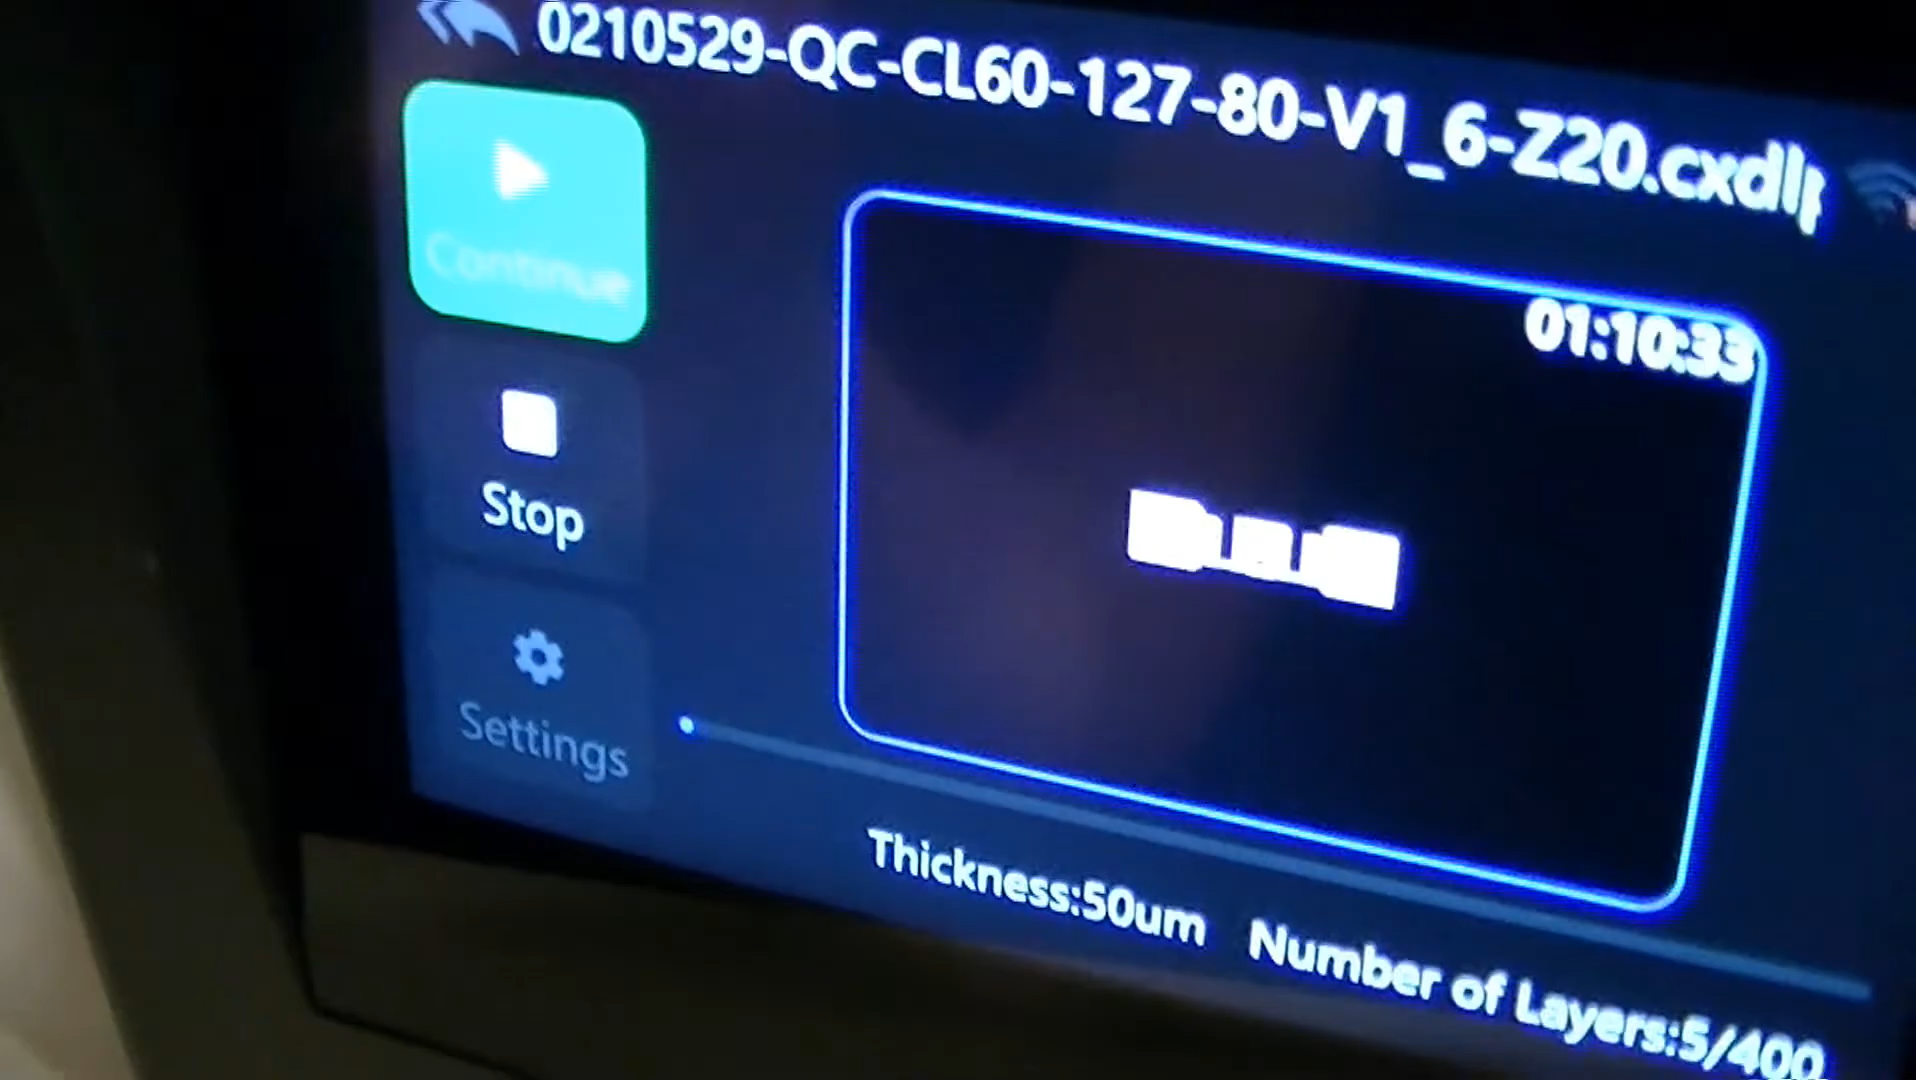 0210529-QC-CL60-127-80-V1_6-Z20.cxdlp
Continue
01:10:33
Stop
Settings
Thickness:50um Number of Layers:5/400